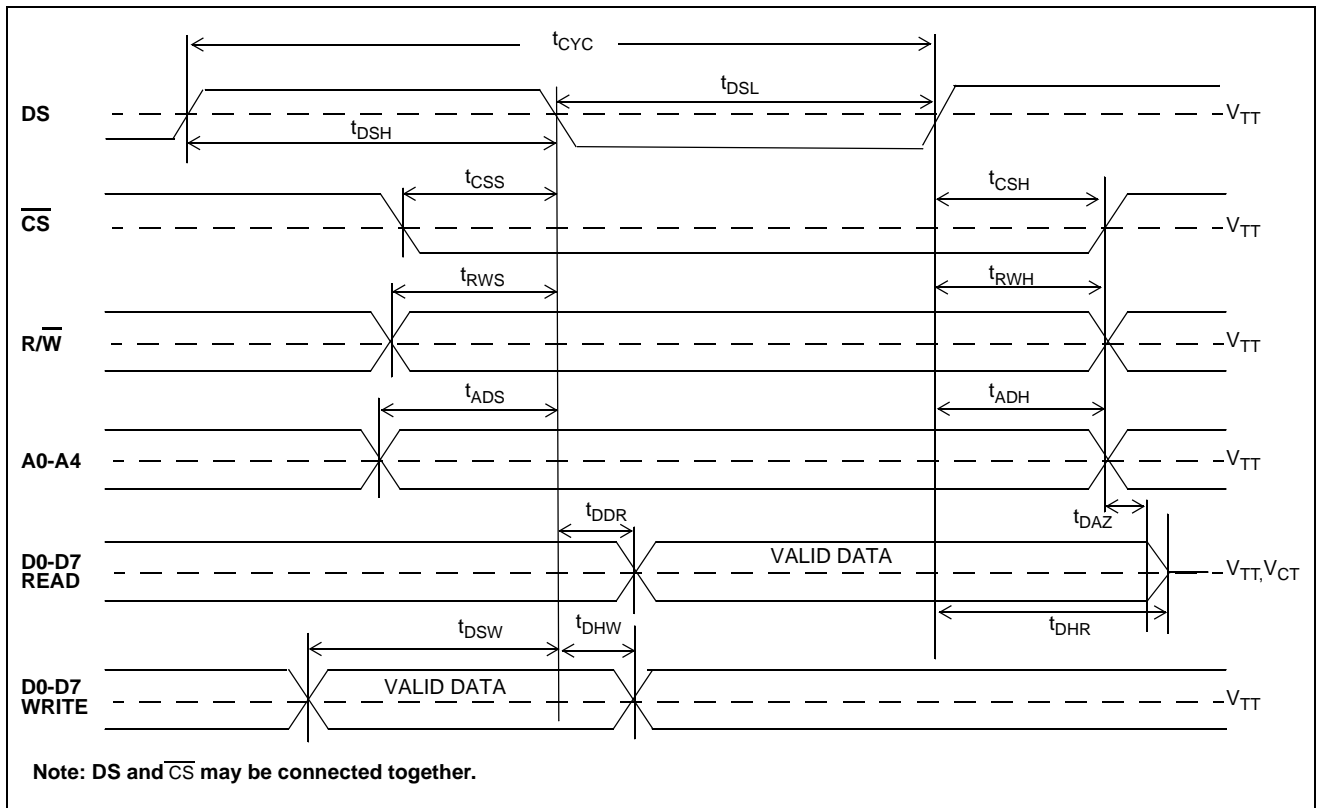 tCYC
DS
tDSL
VTT
tDSH
tCSS
tCSH
CS
VTT
tRWS
tRWH
R/W
VTT
tADS
tADH
A0-A4
VTT
tDDR
tDAZ
D0-D7
READ
VALID DATA
VTT,VCT
tDHR
tDSW
tDHW
D0-D7
WRITE
VALID DATA
VTT
Note: DS and CS may be connected together.